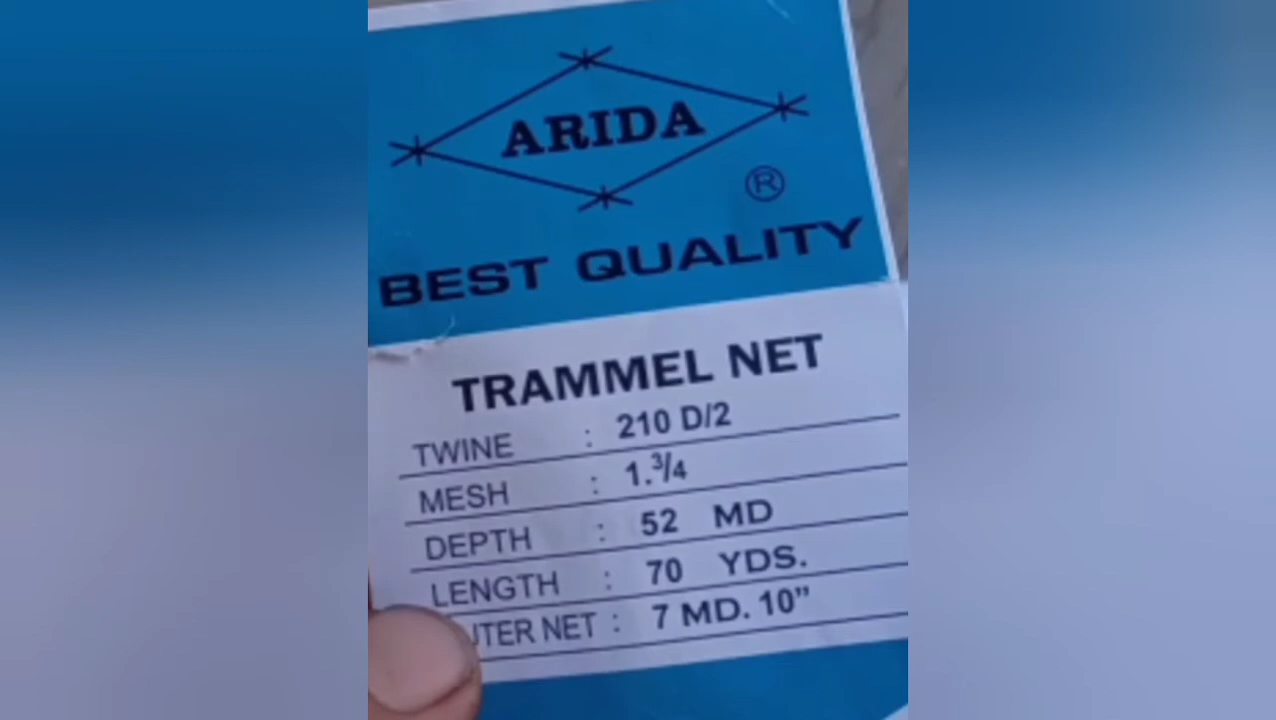 ARIDA
®
BEST QUALITY
TRAMMEL NET
TWINE : 210 D/2
MESH : 1.¾
DEPTH : 52 MD
LENGTH : 70 YDS.
UTER NET : 7 MD. 10”